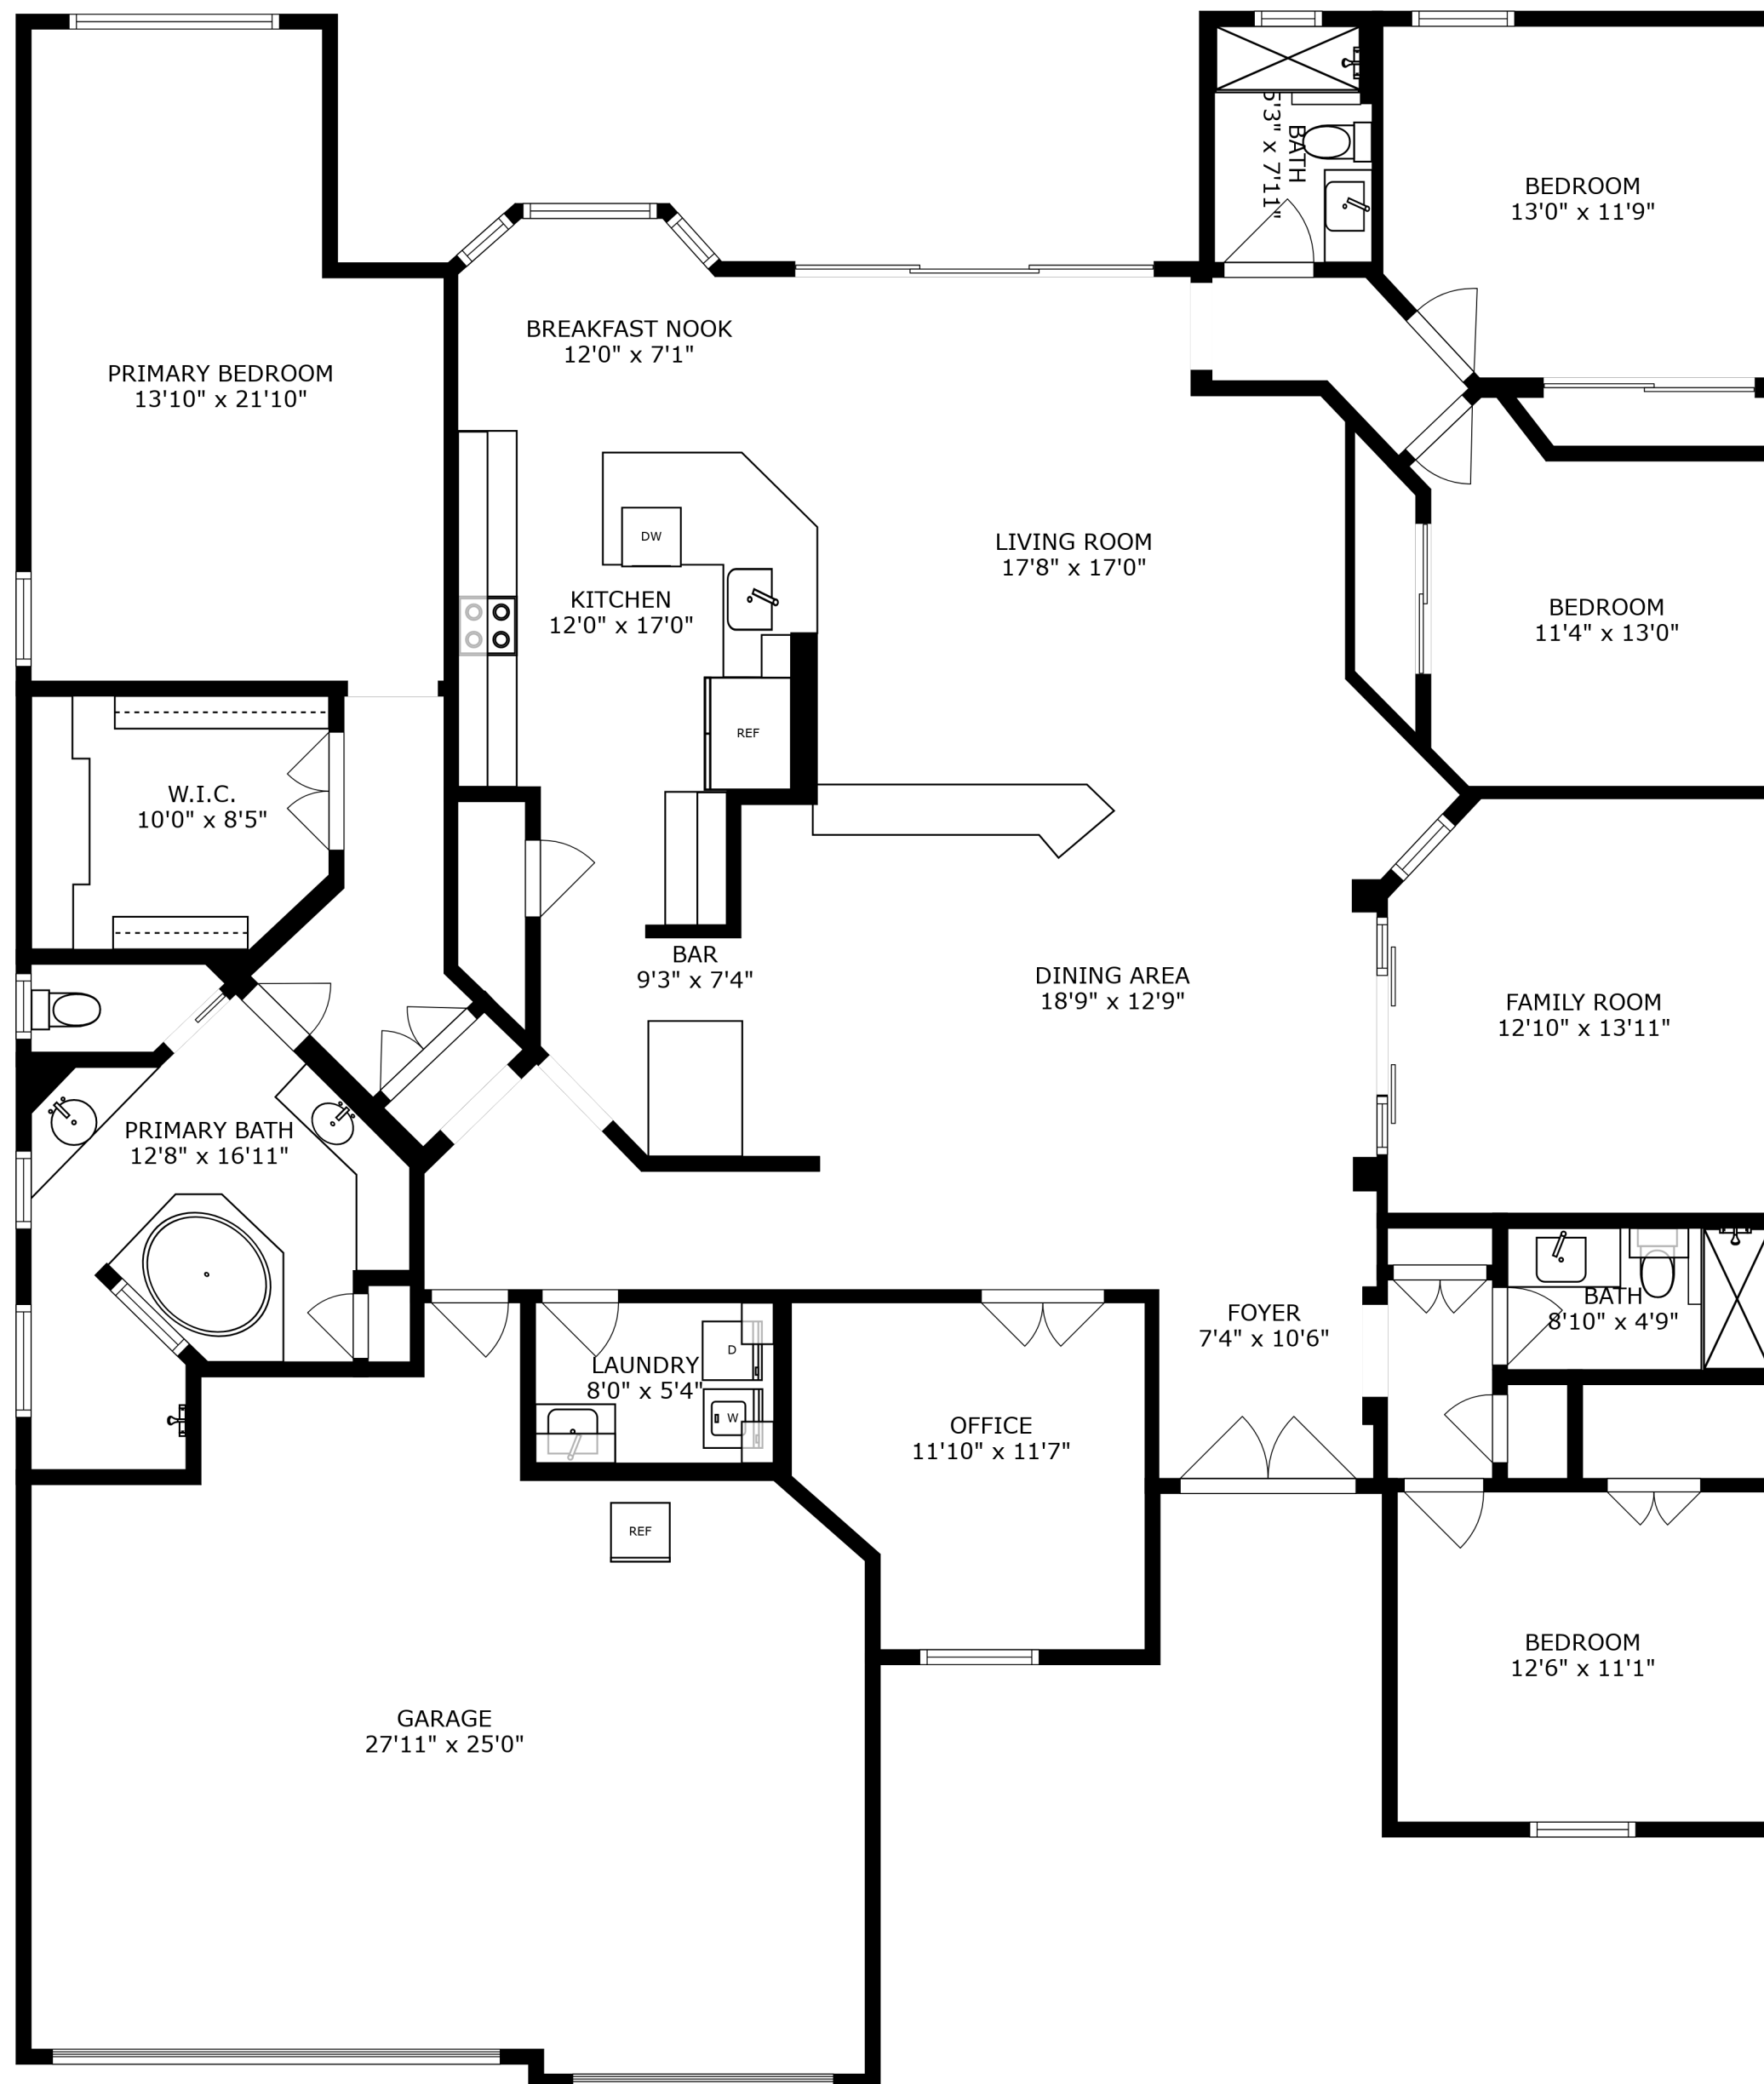 BATH
5'3" x 7'11"
BEDROOM
13'0" x 11'9"
BREAKFAST NOOK
12'0" x 7'1"
PRIMARY BEDROOM
13'10" x 21'10"
DW
LIVING ROOM
17'8" x 17'0"
KITCHEN
12'0" x 17'0"
BEDROOM
11'4" x 13'0"
REF
W.I.C.
10'0" x 8'5"
BAR
9'3" x 7'4"
DINING AREA
18'9" x 12'9"
FAMILY ROOM
12'10" x 13'11"
PRIMARY BATH
12'8" x 16'11"
BATH
8'10" x 4'9"
FOYER
7'4" x 10'6"
D
LAUNDRY
8'0" x 5'4"
W
OFFICE
11'10" x 11'7"
REF
BEDROOM
12'6" x 11'1"
GARAGE
27'11" x 25'0"